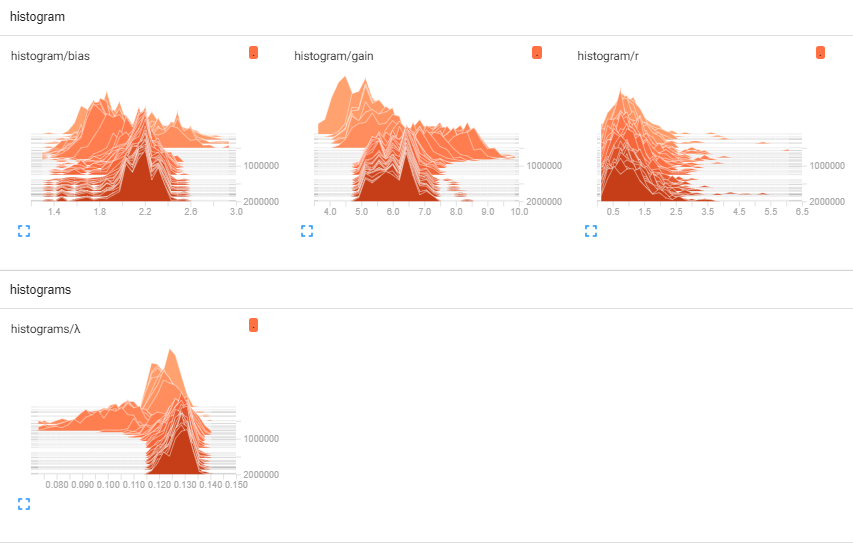 histogram
histogram/bias
histogram/gain
histogram/r
1000000
2000000
1.4 1.8 2.2 2.6 3.0
1000000
2000000
4.0 5.0 6.0 7.0 8.0 9.0 10.0
1000000
2000000
0.5 1.5 2.5 3.5 4.5 5.5 6.5
histograms
histograms/λ
1000000
2000000
0.080 0.090 0.100 0.110 0.120 0.130 0.140 0.150